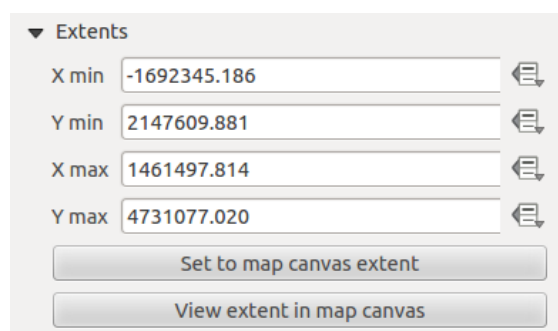 Extents
X min -1692345.186
Y min 2147609.881
X max 1461497.814
Y max 4731077.020
Set to map canvas extent
View extent in map canvas